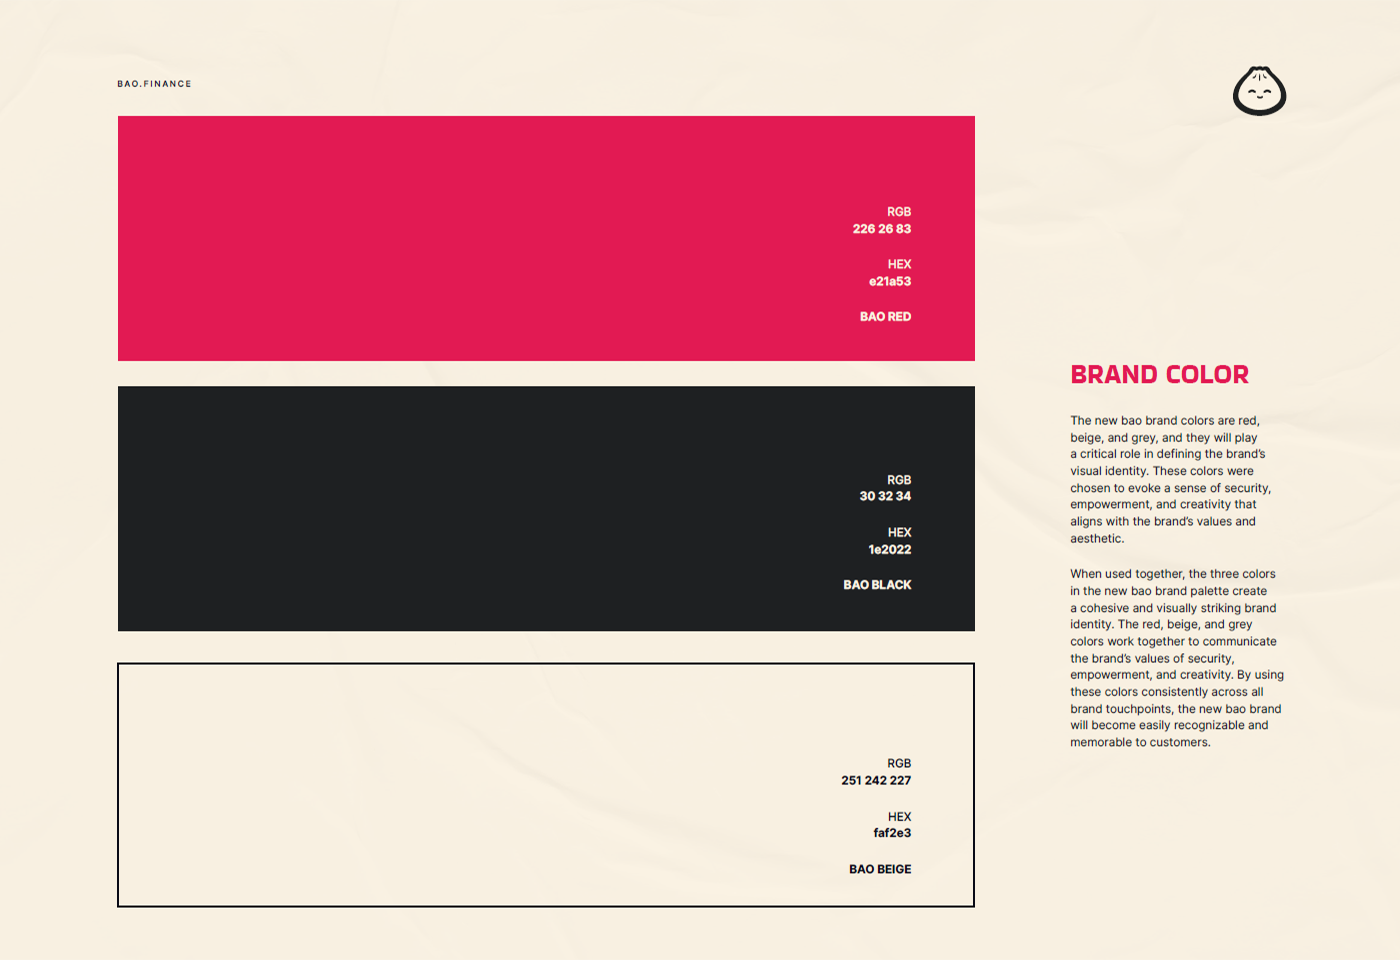 BAO.FINANCE
RGB
226 26 83
HEX
e21a53
BAO RED
RGB
30 32 34
HEX
1e2022
BAO BLACK
RGB
251 242 227
HEX
faf2e3
BAO BEIGE
BRAND COLOR
The new bao brand colors are red,
beige, and grey, and they will play
a critical role in defining the brand’s
visual identity. These colors were
chosen to evoke a sense of security,
empowerment, and creativity that
aligns with the brand’s values and
aesthetic.
When used together, the three colors
in the new bao brand palette create
a cohesive and visually striking brand
identity. The red, beige, and grey
colors work together to communicate
the brand’s values of security,
empowerment, and creativity. By using
these colors consistently across all
brand touchpoints, the new bao brand
will become easily recognizable and
memorable to customers.